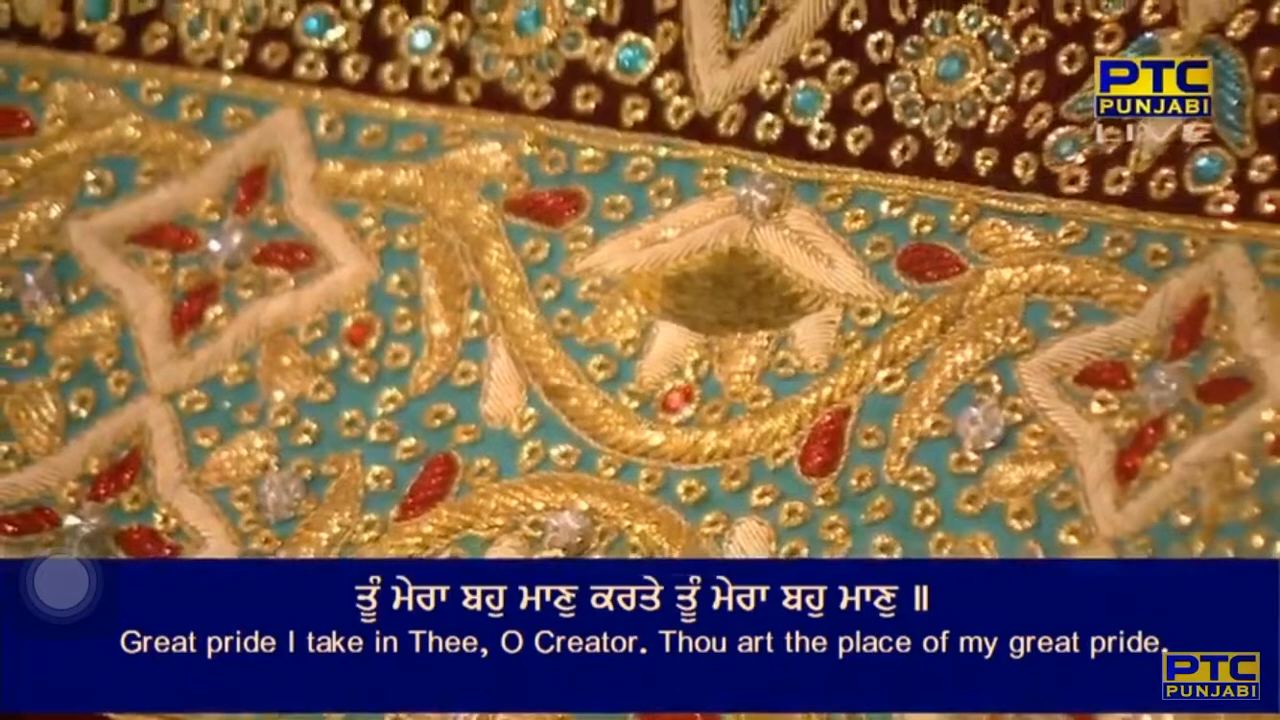 PTC
PUNJABI
LIVE
ਤੂੰ ਮੇਰਾ ਬਹੁ ਮਾਣੁ ਕਰਤੇ ਤੂੰ ਮੇਰਾ ਬਹੁ ਮਾਣੁ ॥
Great pride I take in Thee, O Creator. Thou art the place of my great pride.
PTC
PUNJABI